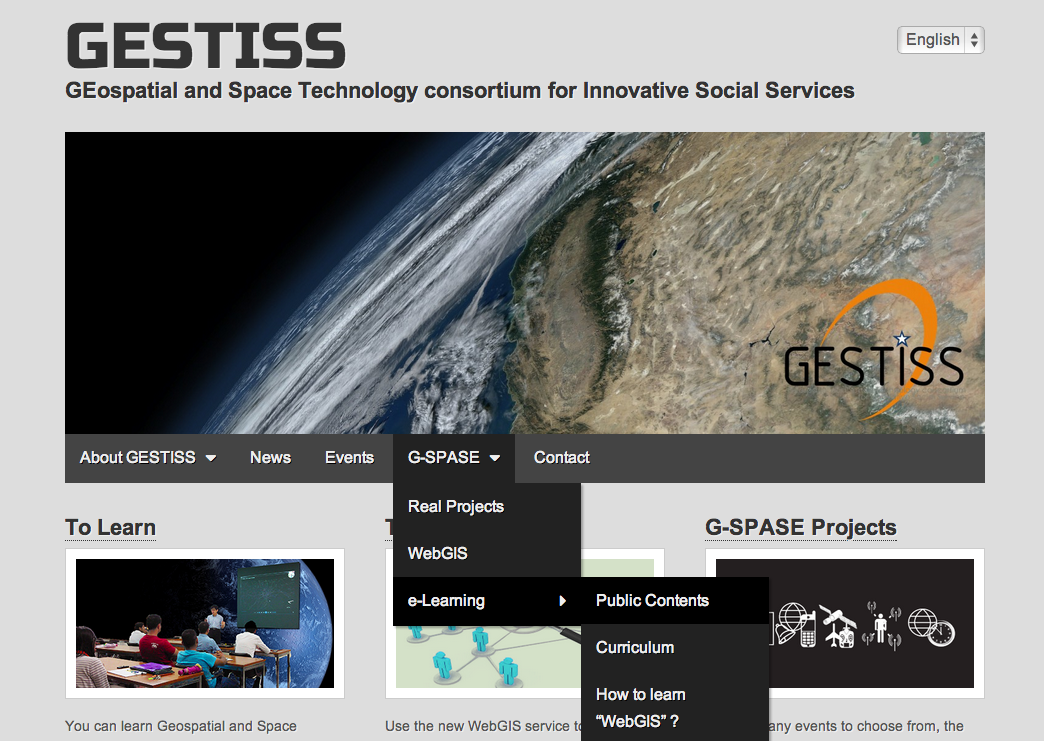 GESTISS
English
GEospatial and Space Technology consortium for Innovative Social Services
GESTISS
About GESTISS
News
Events
G-SPASE
Contact
Real Projects
WebGIS
e-Learning
Public Contents
Curriculum
How to learn
“WebGIS” ?
To Learn
T
G-SPASE Projects
You can learn Geospatial and Space
Use the new WebGIS service to
any events to choose from, the